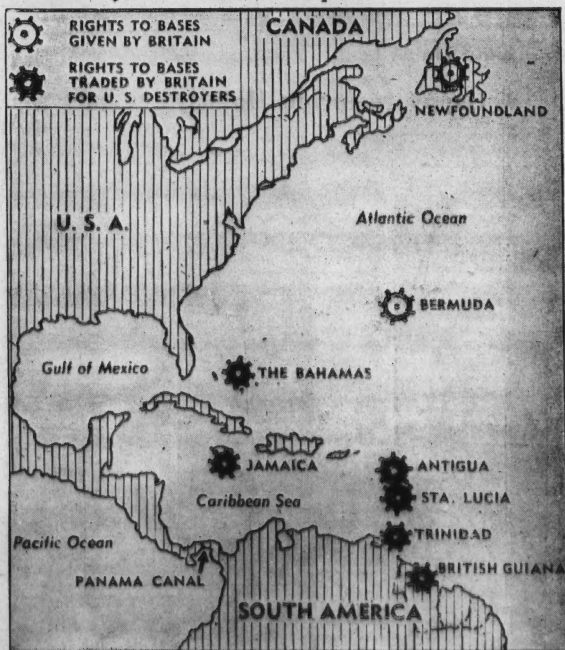 RIGHTS TO BASES
GIVEN BY BRITAIN
RIGHTS TO BASES
TRADED BY BRITAIN
FOR U. S. DESTROYERS
CANADA
NEWFOUNDLAND
U. S. A.
Atlantic Ocean
BERMUDA
Gulf of Mexico
THE BAHAMAS
JAMAICA
ANTIGUA
Caribbean Sea
STA. LUCIA
Pacific Ocean
TRINIDAD
PANAMA CANAL
BRITISH GUIANA
SOUTH AMERICA